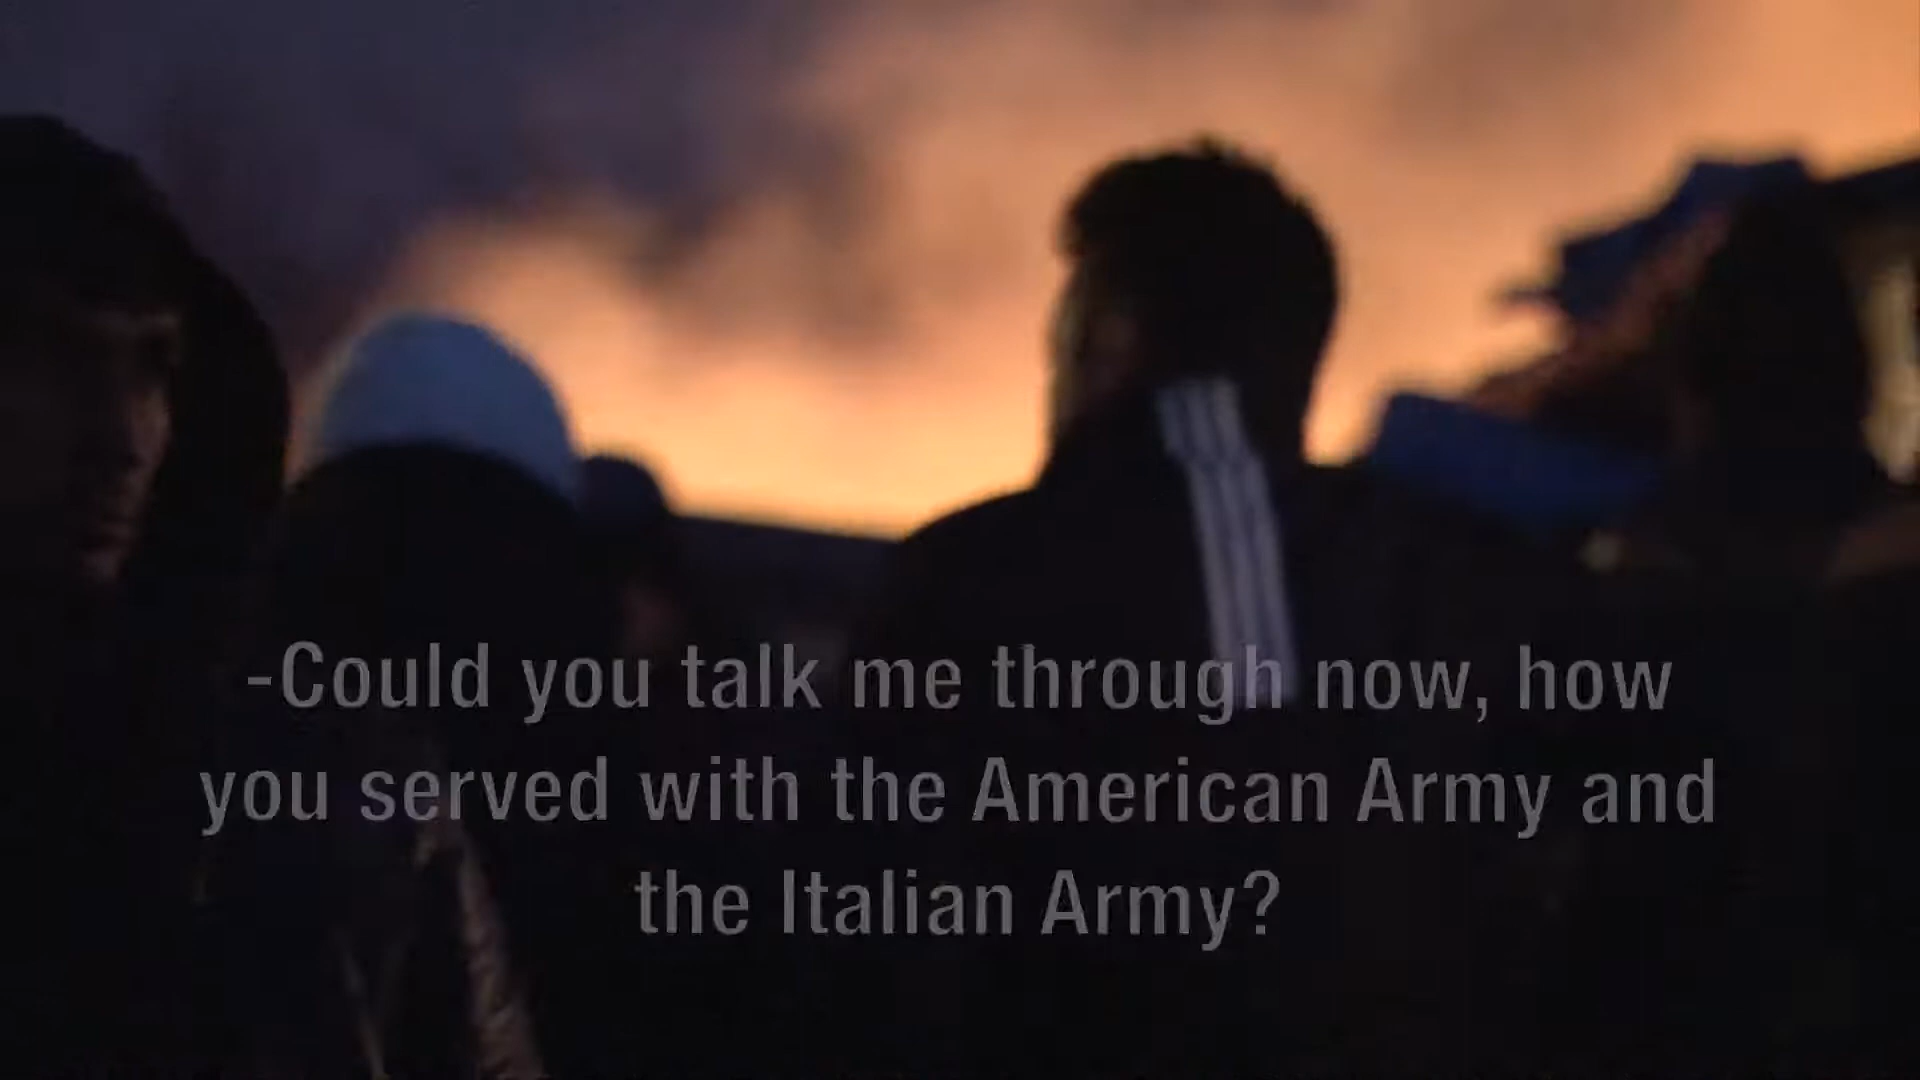 -Could you talk me through now, how
you served with the American Army and
the Italian Army?